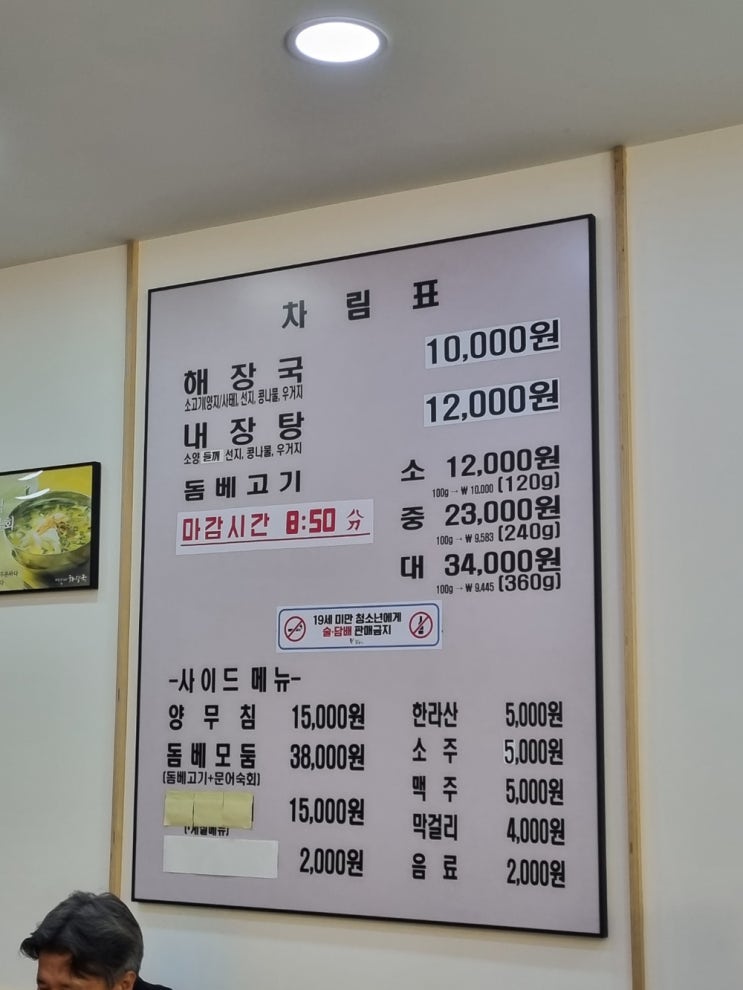 차림표
해장국 10,000원
소고기(양지/사태), 선지, 콩나물, 우거지
내장탕 12,000원
소양 듣깨 선지, 콩나물, 우거지
돔베고기 소 12,000원
100g → ₩ 10.000 (120g)
마감시간 8:50 分
중 23,000원
100g → ₩ 9.583 (240g)
대 34,000원
100g → ₩ 9.445 (360g)
19세 미만 청소년에게
술·담배 판매금지
-사이드 메뉴-
양무침 15,000원
돔베모둠 38,000원
(돔베고기+문어숙회)
15,000원
2,000원
한라산 5,000원
소주 5,000원
맥주 5,000원
막걸리 4,000원
음료 2,000원